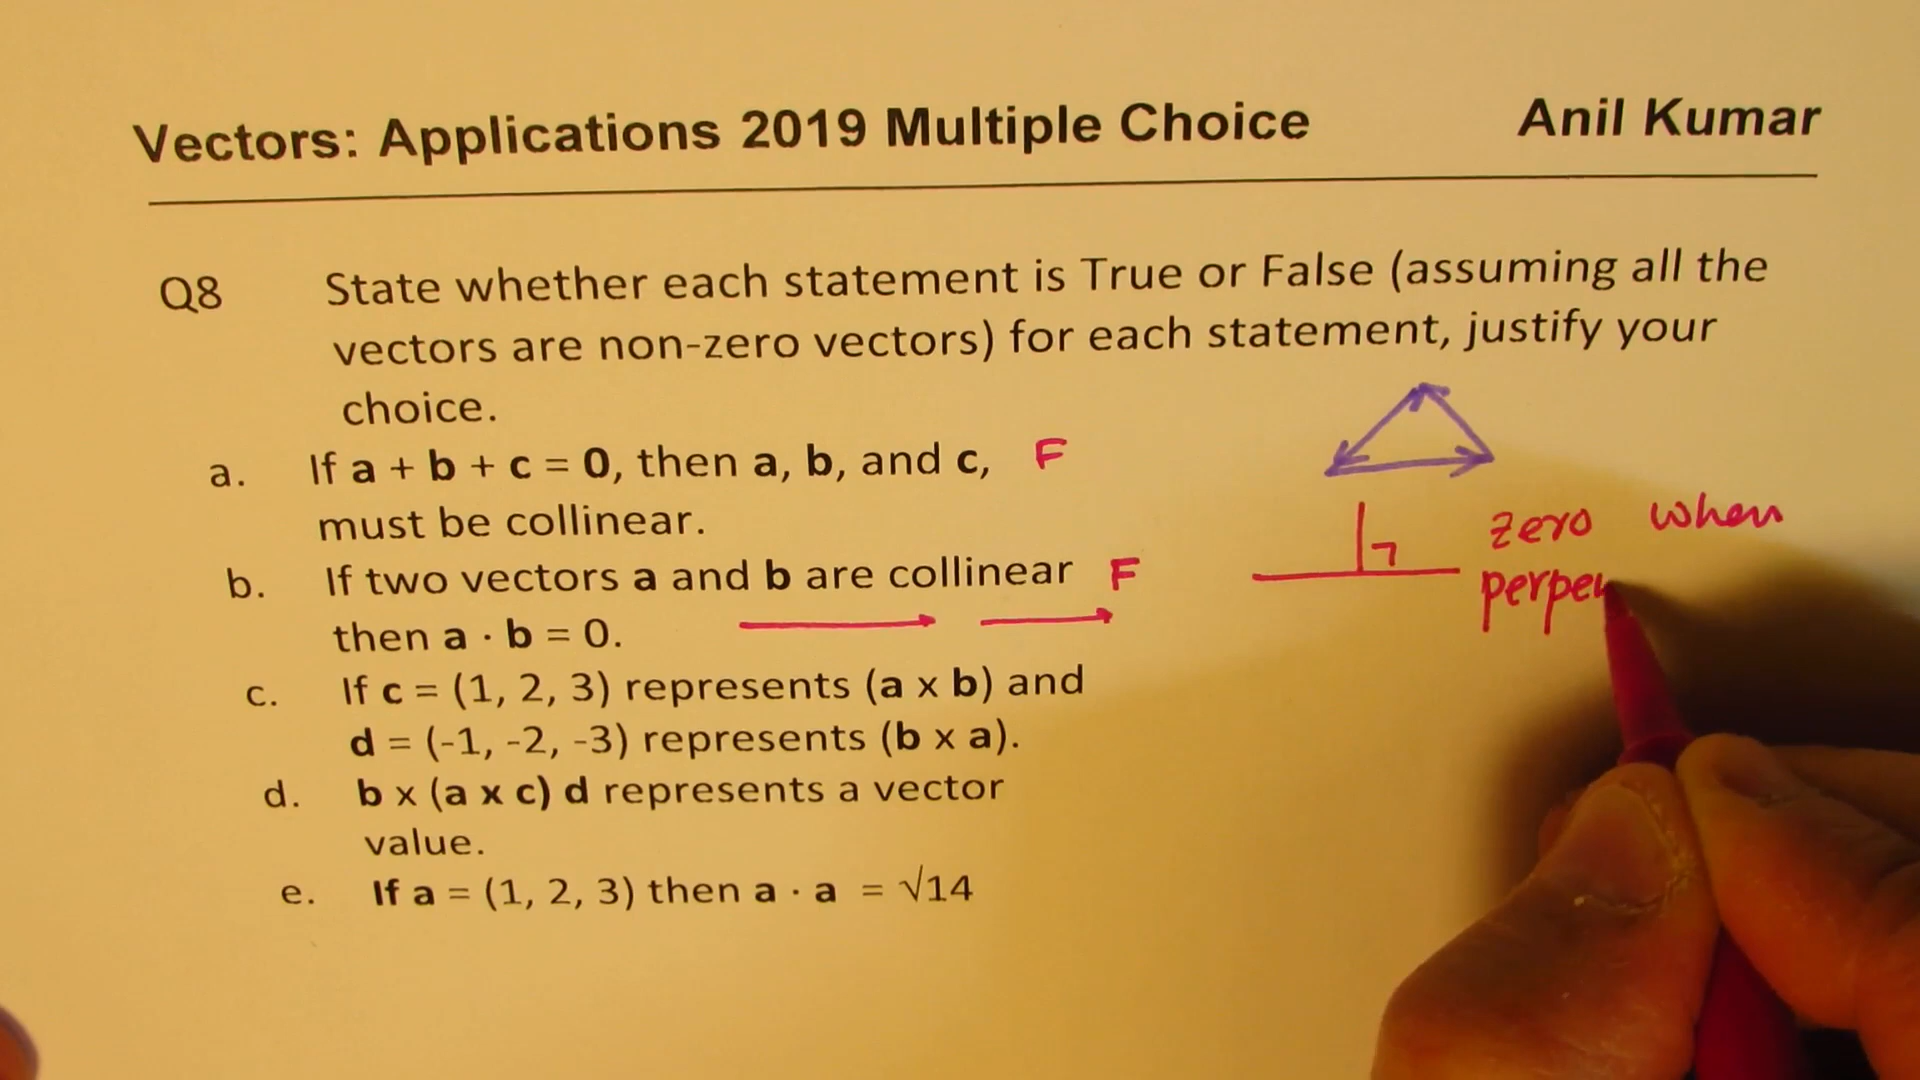 Vectors: Applications 2019 Multiple Choice Anil Kumar
Q8 State whether each statement is True or False (assuming all the
vectors are non-zero vectors) for each statement, justify your
choice.
a. If a + b + c = 0, then a, b, and c, F
must be collinear.
zero when
b. If two vectors a and b are collinear F
perpen
then a · b = 0.
c. If c = (1, 2, 3) represents (a x b) and
d = (-1, -2, -3) represents (b x a).
d. b x (a x c) d represents a vector
value.
e. If a = (1, 2, 3) then a · a = √14